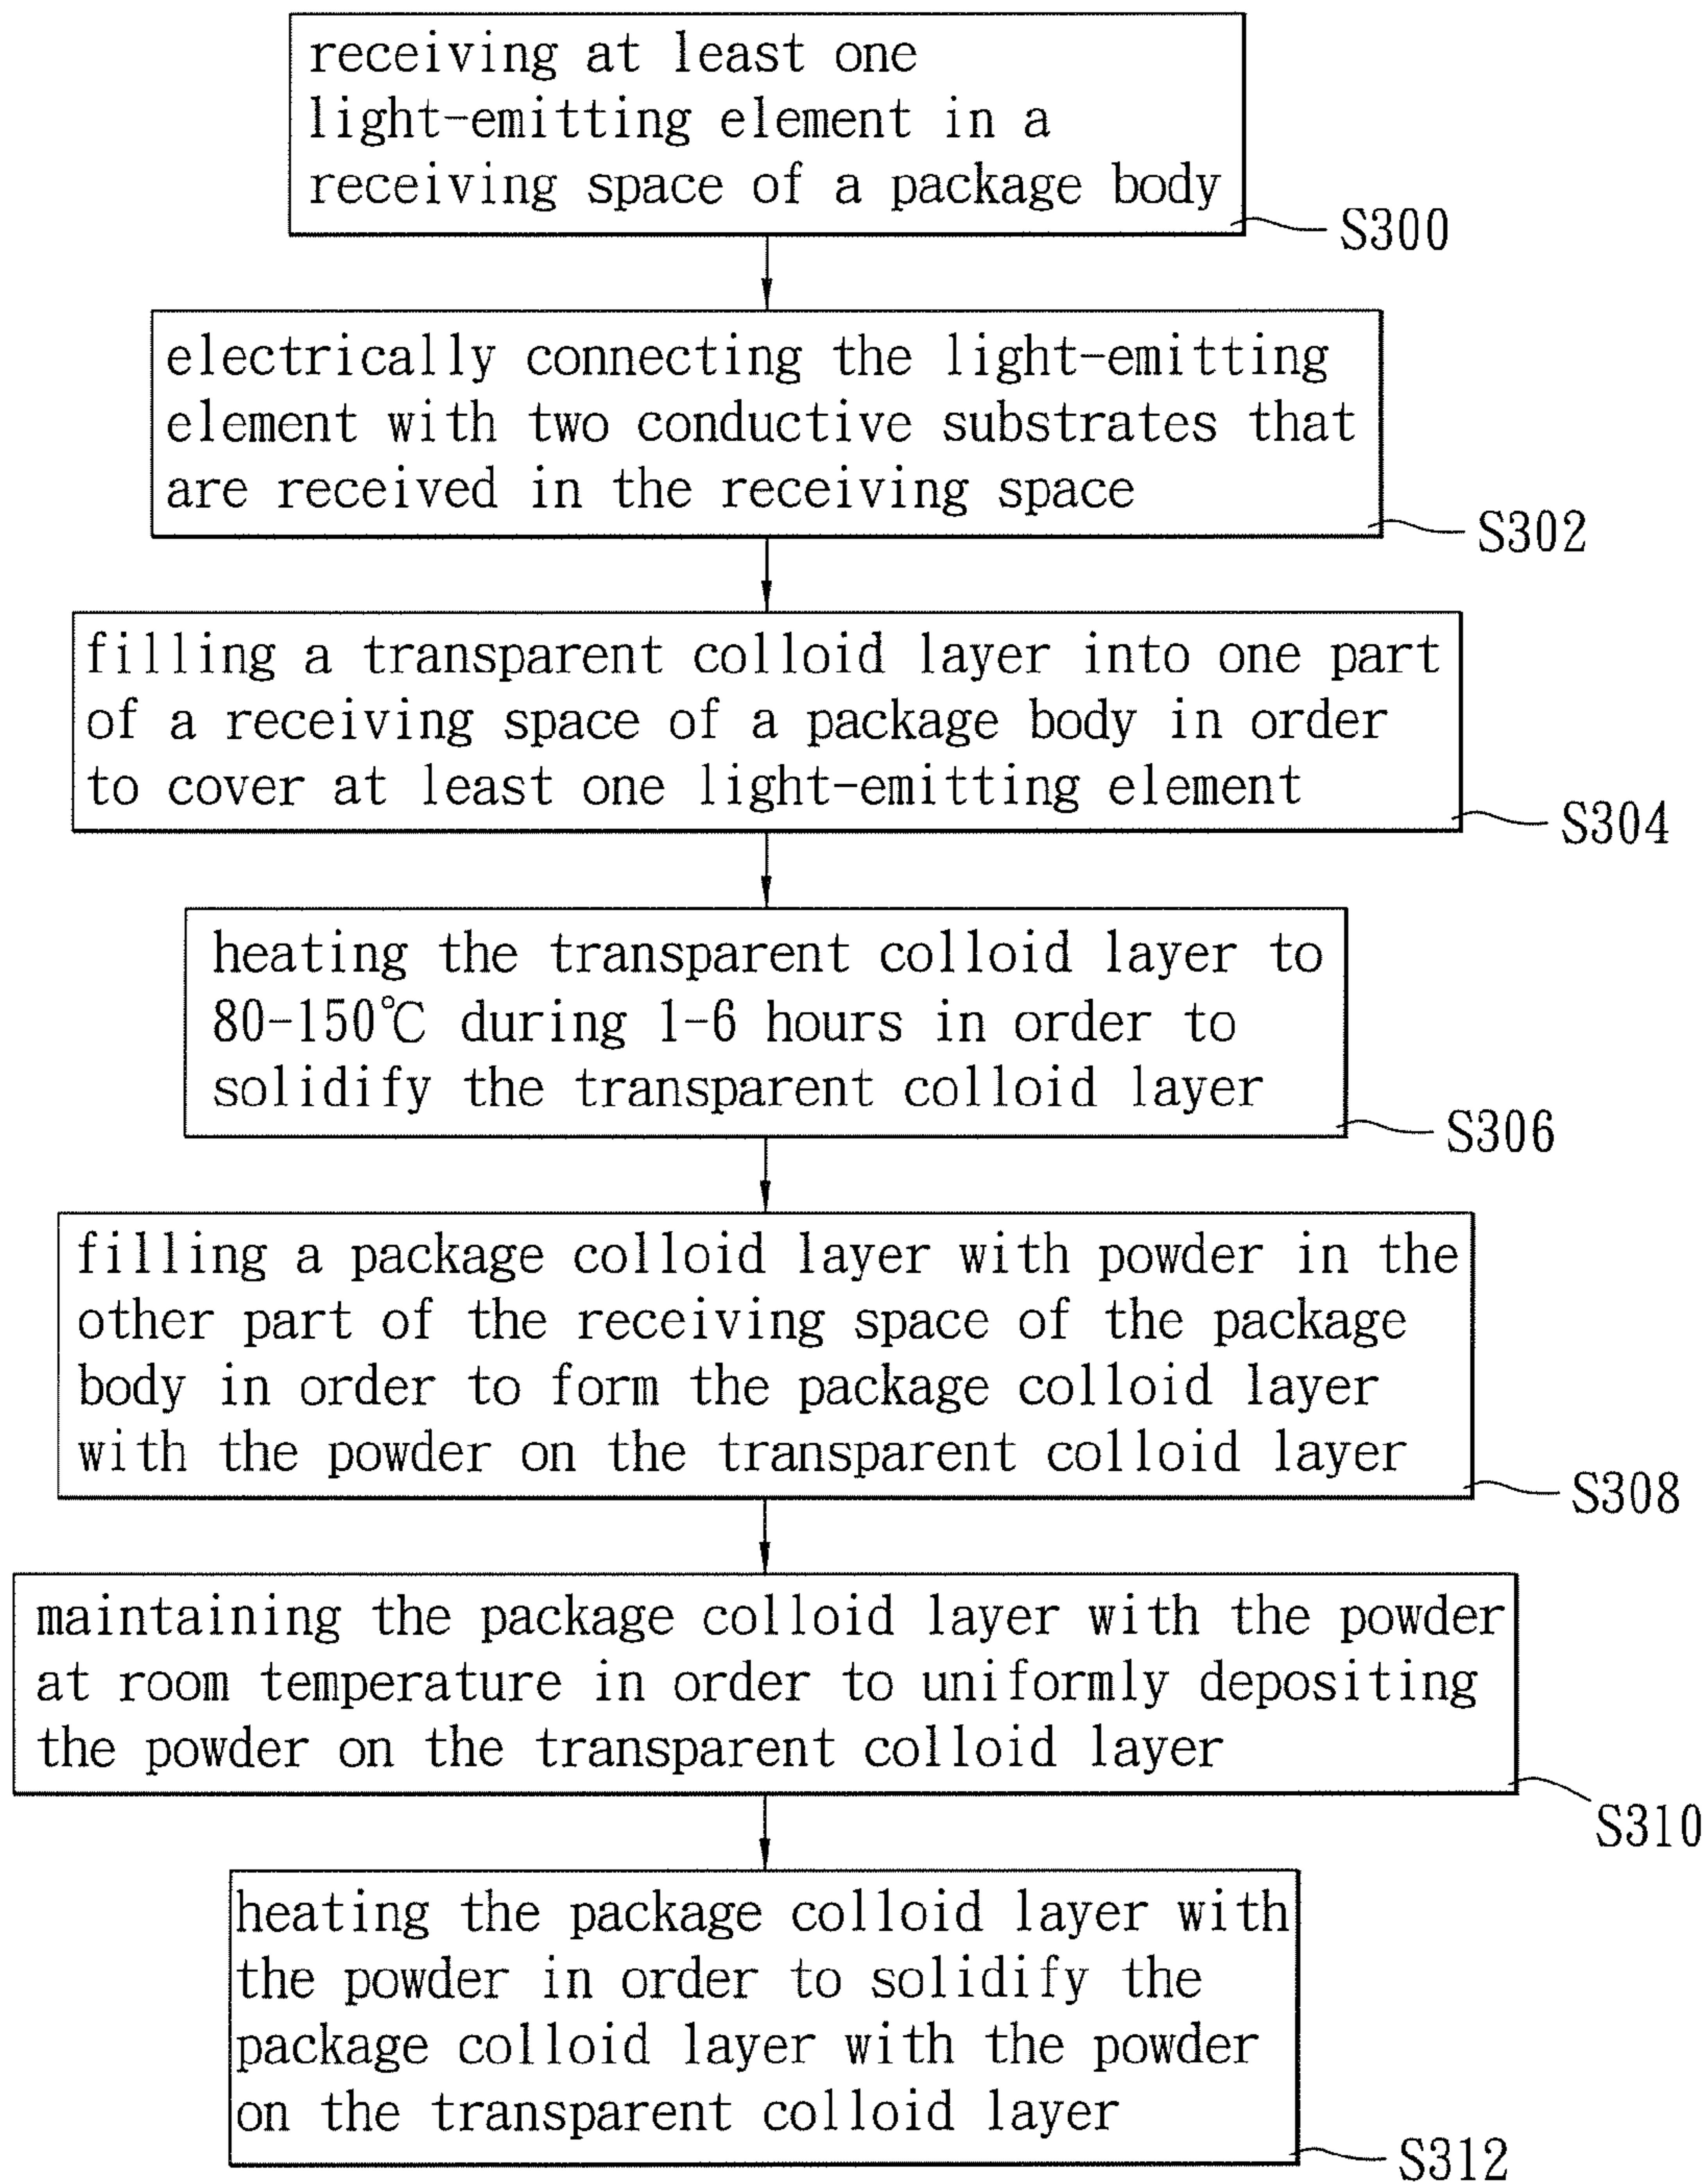 receiving at least one
light-emitting element in a
receiving space of a package body
S300
electrically connecting the light-emitting
element with two conductive substrates that
are received in the receiving space
S302
filling a transparent colloid layer into one part
of a receiving space of a package body in order
to cover at least one light-emitting element
S304
heating the transparent colloid layer to
80-150℃ during 1-6 hours in order to
solidify the transparent colloid layer
S306
filling a package colloid layer with powder in the
other part of the receiving space of the package
body in order to form the package colloid layer
with the powder on the transparent colloid layer
S308
maintaining the package colloid layer with the powder
at room temperature in order to uniformly depositing
the powder on the transparent colloid layer
S310
heating the package colloid layer with
the powder in order to solidify the
package colloid layer with the powder
on the transparent colloid layer
S312